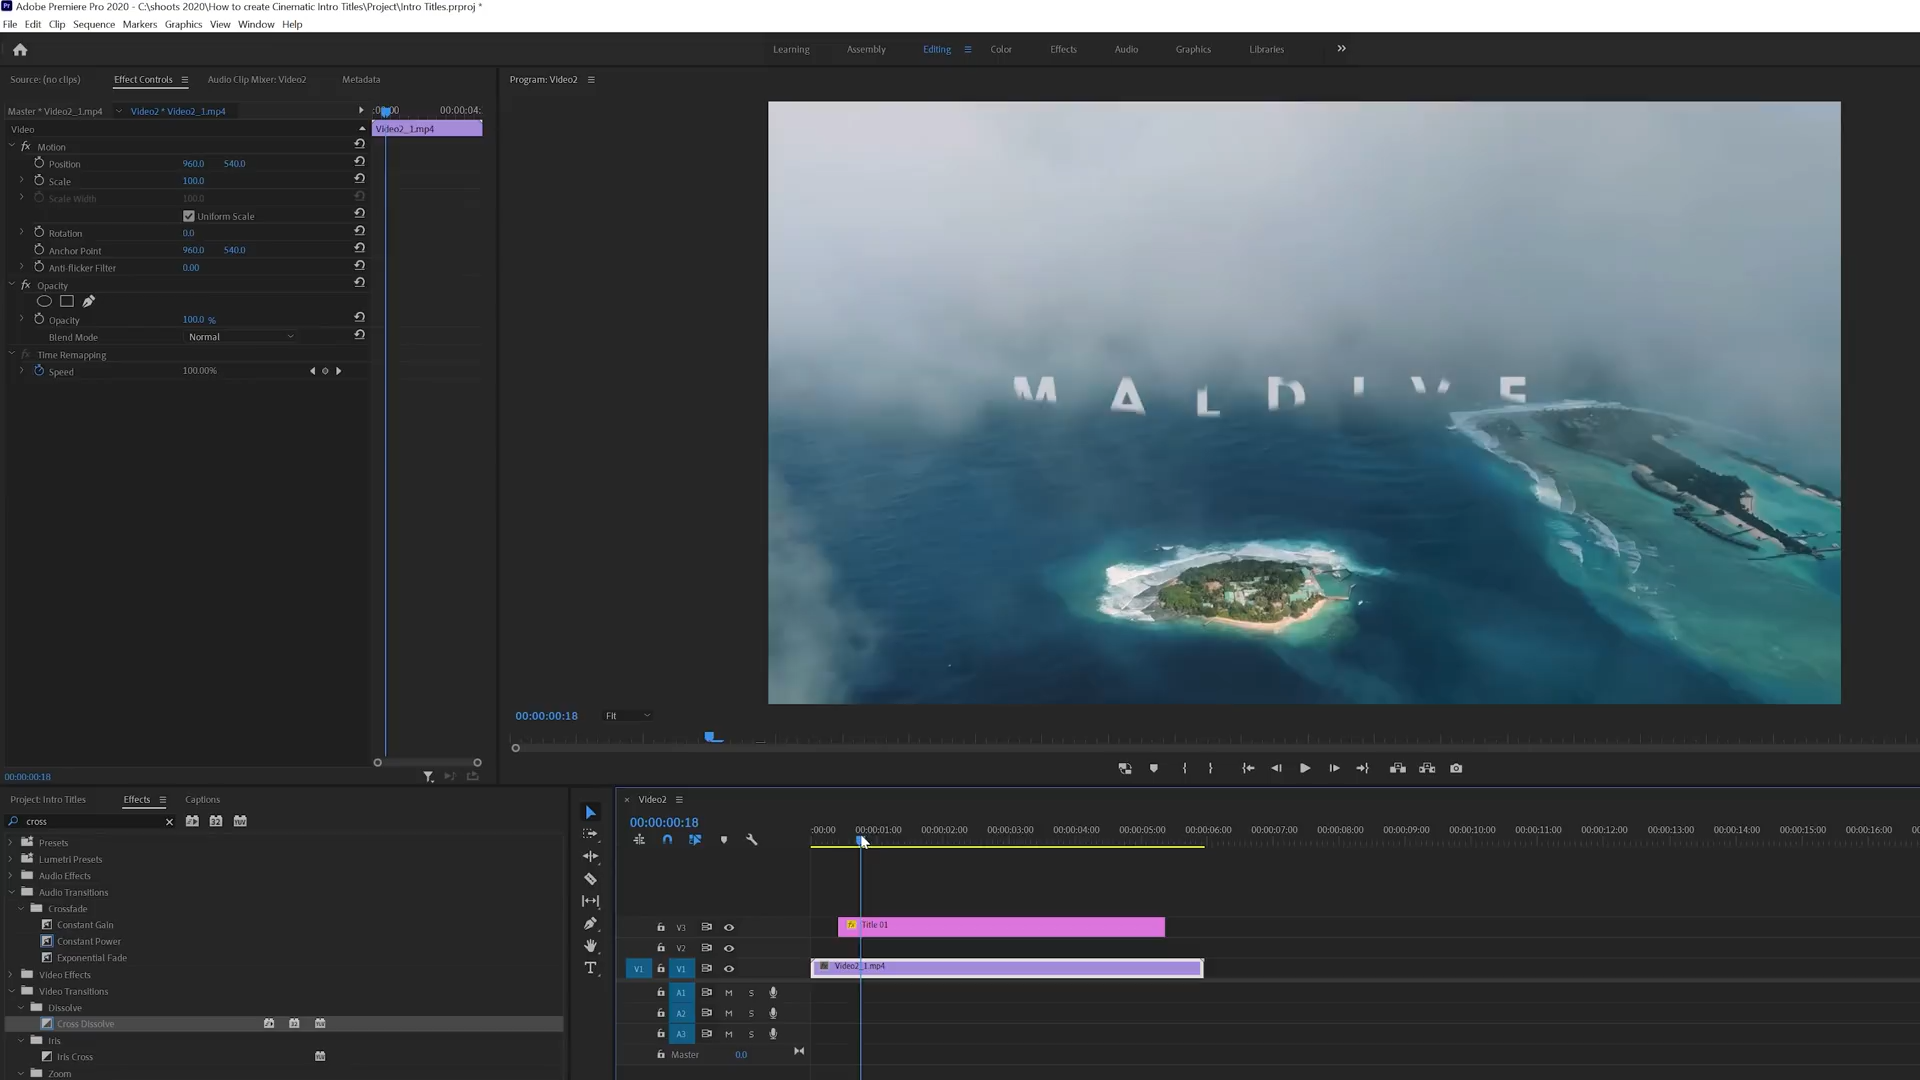 Adobe Premiere Pro 2020 - C:\shoots 2020\How to create Cinematic Intro Titles\Project\Intro Titles.prproj *
File Edit Clip Sequence Markers Graphics View Window Help
Learning Assembly Editing Color Effects Audio Graphics Libraries
Source: (no clips) Effect Controls Audio Clip Mixer: Video2 Metadata
Program: Video2
Master * Video2_1.mp4 Video2 * Video2_1.mp4 :00:00 00:00:04:
Video Video2_1.mp4
fx Motion
Position 960.0 540.0
Scale 100.0
Scale Width 100.0
Uniform Scale
Rotation 0.0
Anchor Point 960.0 540.0
Anti-flicker Filter 0.00
fx Opacity
Opacity 100.0 %
Blend Mode Normal
fx Time Remapping
Speed 100.00%
M A L D I V E
00:00:00:18 Fit
00:00:00:18
Project: Intro Titles Effects Captions
cross
Presets
Lumetri Presets
Audio Effects
Audio Transitions
Crossfade
Constant Gain
Constant Power
Exponential Fade
Video Effects
Video Transitions
Dissolve
Cross Dissolve
Iris
Iris Cross
Zoom
Video2
00:00:00:18
:00:00 00:00:01:00 00:00:02:00 00:00:03:00 00:00:04:00 00:00:05:00 00:00:06:00 00:00:07:00 00:00:08:00 00:00:09:00 00:00:10:00 00:00:11:00 00:00:12:00 00:00:13:00 00:00:14:00 00:00:15:00 00:00:16:00
V3 fx Title 01
V2
V1 V1 Video2_1.mp4
A1 M S
A2 M S
A3 M S
Master 0.0